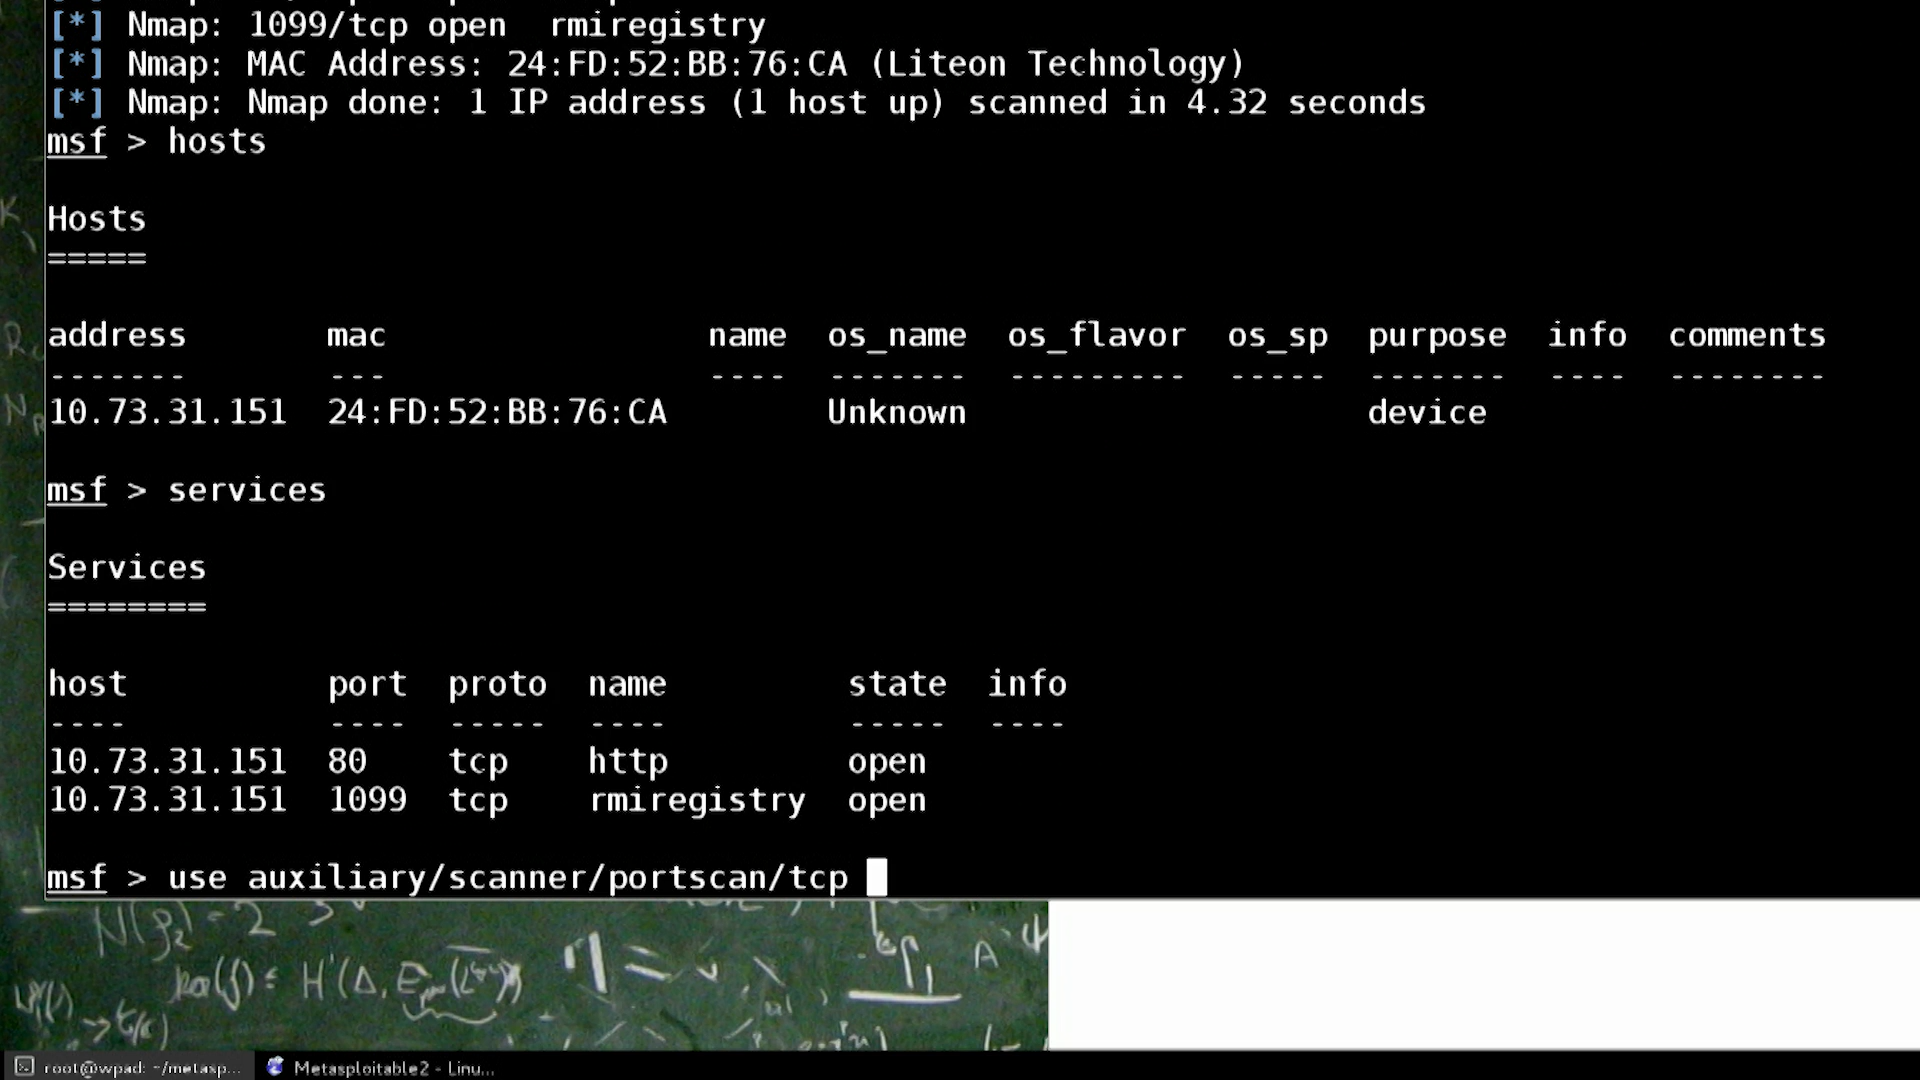 [*] Nmap: 1099/tcp open  rmiregistry
[*] Nmap: MAC Address: 24:FD:52:BB:76:CA (Liteon Technology)
[*] Nmap: Nmap done: 1 IP address (1 host up) scanned in 4.32 seconds
msf > hosts
Hosts
=====
address mac name os_name os_flavor os_sp purpose info comments
------- --- ---- ------- --------- ----- ------- ---- --------
10.73.31.151 24:FD:52:BB:76:CA Unknown device
msf > services
Services
========
host port proto name state info
---- ---- ----- ---- ----- ----
10.73.31.151 80 tcp http open
10.73.31.151 1099 tcp rmiregistry open
msf > use auxiliary/scanner/portscan/tcp
root@wpad: ~/metasp...
Metasploitable2 - Linu...